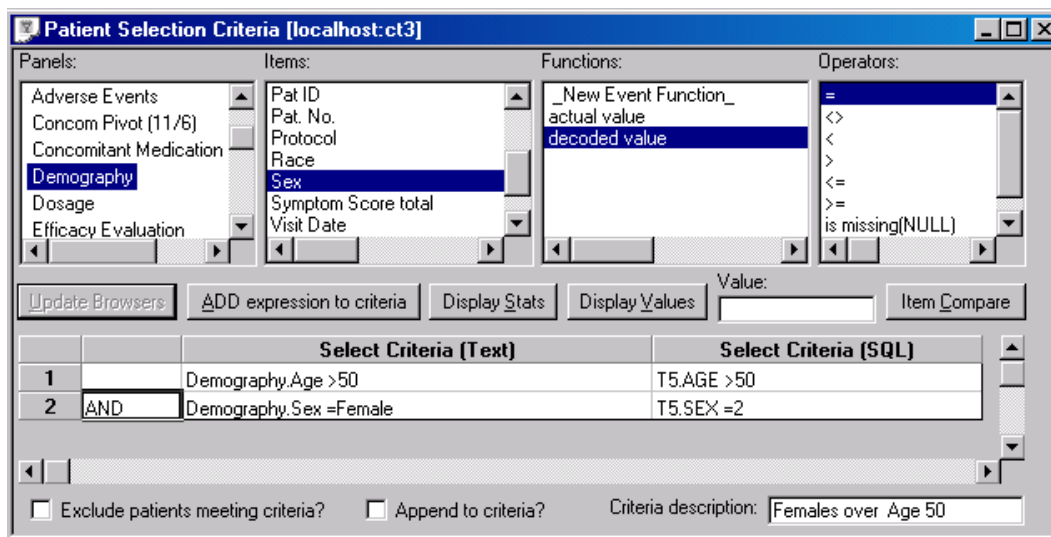 Patient Selection Criteria [localhost:ct3]
Panels: Items: Functions: Operators:
Adverse Events
Concom Pivot (11/6)
Concomitant Medication
Demography
Dosage
Efficacy Evaluation
Pat ID
Pat. No.
Protocol
Race
Sex
Symptom Score total
Visit Date
_New Event Function_
actual value
decoded value
=
<>
<
>
<=
>=
is missing(NULL)
Update Browsers ADD expression to criteria Display Stats Display Values Value: Item Compare
Select Criteria (Text) Select Criteria (SQL)
1 Demography.Age >50 T5.AGE >50
2 AND Demography.Sex =Female T5.SEX =2
Exclude patients meeting criteria? Append to criteria? Criteria description: Females over Age 50